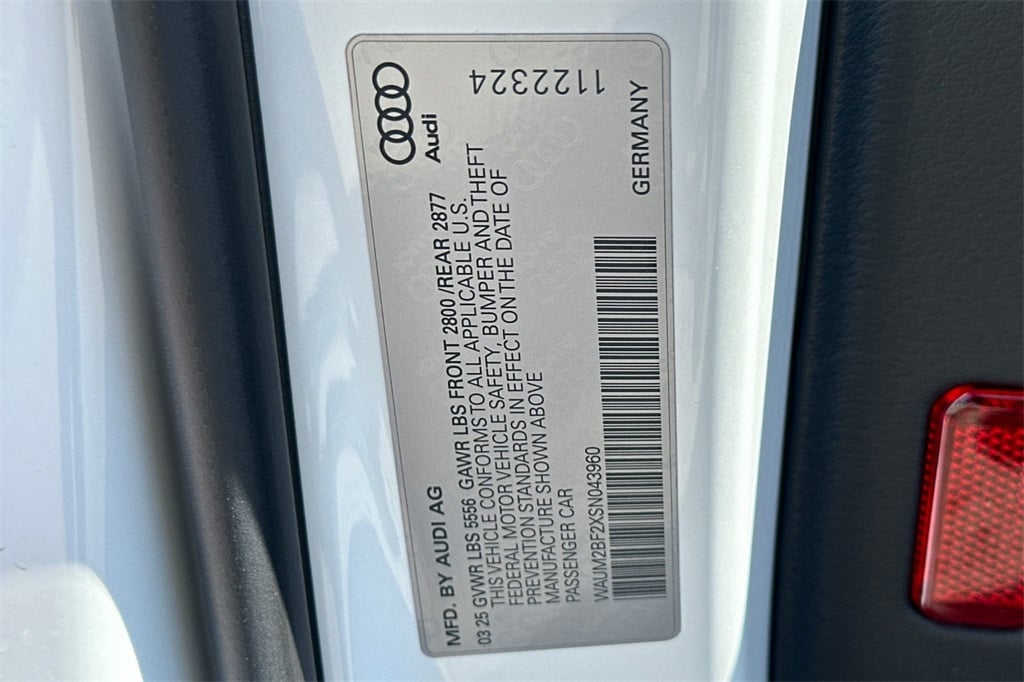 MFD. BY AUDI AG
Audi
03 25 GVWR LBS 5556 GAWR LBS FRONT 2800 /REAR 2877
THIS VEHICLE CONFORMS TO ALL APPLICABLE U.S.
FEDERAL MOTOR VEHICLE SAFETY, BUMPER AND THEFT
PREVENTION STANDARDS IN EFFECT ON THE DATE OF
MANUFACTURE SHOWN ABOVE
PASSENGER CAR
WAUM2BF2XSN043960
GERMANY
1122324